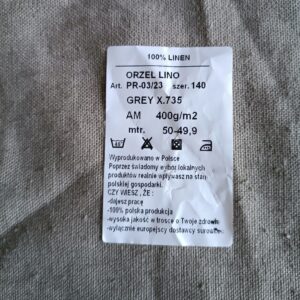 100% LINEN
ORZEL LINO
Art. PR-03/23 szer. 140
GREY X.735
AM 400g/m2
mtr. 50-49,9
Wyprodukowano w Polsce
Poprzez świadomy wybór lokalnych
produktów realnie wpływasz na stan
polskiej gospodarki.
CZY WIESZ , ŻE :
-dajesz pracę
-100% polska produkcja
-wysoka jakość w trosce o Twoje zdrowie
-wyłącznie europejscy dostawcy surowców